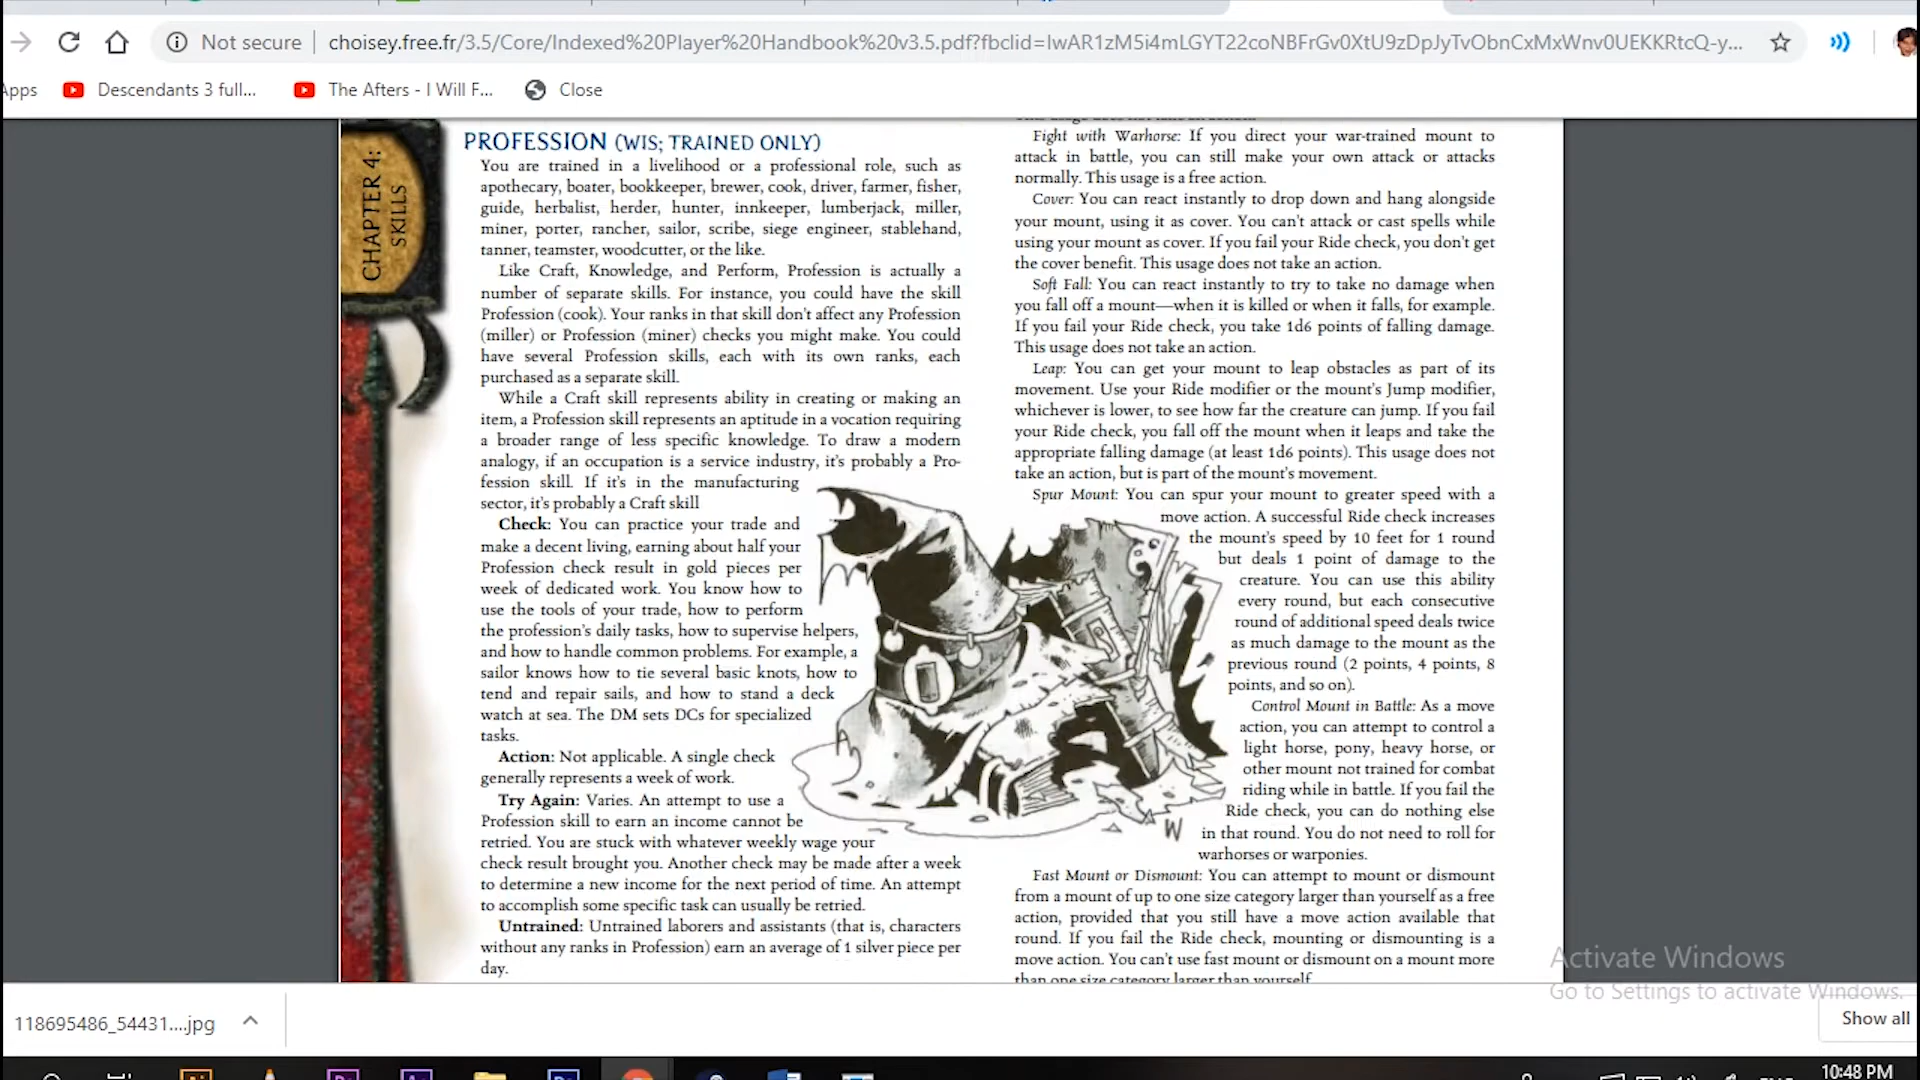 Not secure
choisey.free.fr/3.5/Core/Indexed%20Player%20Handbook%20v3.5.pdf?fbclid=IwAR1zM5i4mLGYT22coNBFrGv0XtU9zDpJyTvObnCxMxWnv0UEKKRtcQ-y...
Apps
Descendants 3 full...
The Afters - I Will F...
Close
CHAPTER 4:
SKILLS
PROFESSION (WIS; TRAINED ONLY)
You are trained in a livelihood or a professional role, such as
apothecary, boater, bookkeeper, brewer, cook, driver, farmer, fisher,
guide, herbalist, herder, hunter, innkeeper, lumberjack, miller,
miner, porter, rancher, sailor, scribe, siege engineer, stablehand,
tanner, teamster, woodcutter, or the like.
Like Craft, Knowledge, and Perform, Profession is actually a
number of separate skills. For instance, you could have the skill
Profession (cook). Your ranks in that skill don't affect any Profession
(miller) or Profession (miner) checks you might make. You could
have several Profession skills, each with its own ranks, each
purchased as a separate skill.
While a Craft skill represents ability in creating or making an
item, a Profession skill represents an aptitude in a vocation requiring
a broader range of less specific knowledge. To draw a modern
analogy, if an occupation is a service industry, it's probably a Pro-
fession skill. If it's in the manufacturing
sector, it's probably a Craft skill
Check: You can practice your trade and
make a decent living, earning about half your
Profession check result in gold pieces per
week of dedicated work. You know how to
use the tools of your trade, how to perform
the profession's daily tasks, how to supervise helpers,
and how to handle common problems. For example, a
sailor knows how to tie several basic knots, how to
tend and repair sails, and how to stand a deck
watch at sea. The DM sets DCs for specialized
tasks.
Action: Not applicable. A single check
generally represents a week of work.
Try Again: Varies. An attempt to use a
Profession skill to earn an income cannot be
retried. You are stuck with whatever weekly wage your
check result brought you. Another check may be made after a week
to determine a new income for the next period of time. An attempt
to accomplish some specific task can usually be retried.
Untrained: Untrained laborers and assistants (that is, characters
without any ranks in Profession) earn an average of 1 silver piece per
day.
Fight with Warhorse: If you direct your war-trained mount to
attack in battle, you can still make your own attack or attacks
normally. This usage is a free action.
Cover: You can react instantly to drop down and hang alongside
your mount, using it as cover. You can't attack or cast spells while
using your mount as cover. If you fail your Ride check, you don't get
the cover benefit. This usage does not take an action.
Soft Fall: You can react instantly to try to take no damage when
you fall off a mount—when it is killed or when it falls, for example.
If you fail your Ride check, you take 1d6 points of falling damage.
This usage does not take an action.
Leap: You can get your mount to leap obstacles as part of its
movement. Use your Ride modifier or the mount's Jump modifier,
whichever is lower, to see how far the creature can jump. If you fail
your Ride check, you fall off the mount when it leaps and take the
appropriate falling damage (at least 1d6 points). This usage does not
take an action, but is part of the mount's movement.
Spur Mount: You can spur your mount to greater speed with a
move action. A successful Ride check increases
the mount's speed by 10 feet for 1 round
but deals 1 point of damage to the
creature. You can use this ability
every round, but each consecutive
round of additional speed deals twice
as much damage to the mount as the
previous round (2 points, 4 points, 8
points, and so on).
Control Mount in Battle: As a move
action, you can attempt to control a
light horse, pony, heavy horse, or
other mount not trained for combat
riding while in battle. If you fail the
Ride check, you can do nothing else
in that round. You do not need to roll for
warhorses or warponies.
Fast Mount or Dismount: You can attempt to mount or dismount
from a mount of up to one size category larger than yourself as a free
action, provided that you still have a move action available that
round. If you fail the Ride check, mounting or dismounting is a
move action. You can't use fast mount or dismount on a mount more
than one size category larger than yourself.
W
Activate Windows
Go to Settings to activate Windows.
118695486_54431....jpg
Show all
10:48 PM